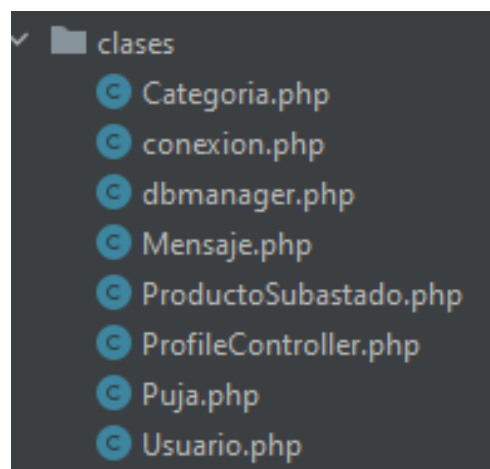 clases
Categoria.php
conexion.php
dbmanager.php
Mensaje.php
ProductoSubastado.php
ProfileController.php
Puja.php
Usuario.php